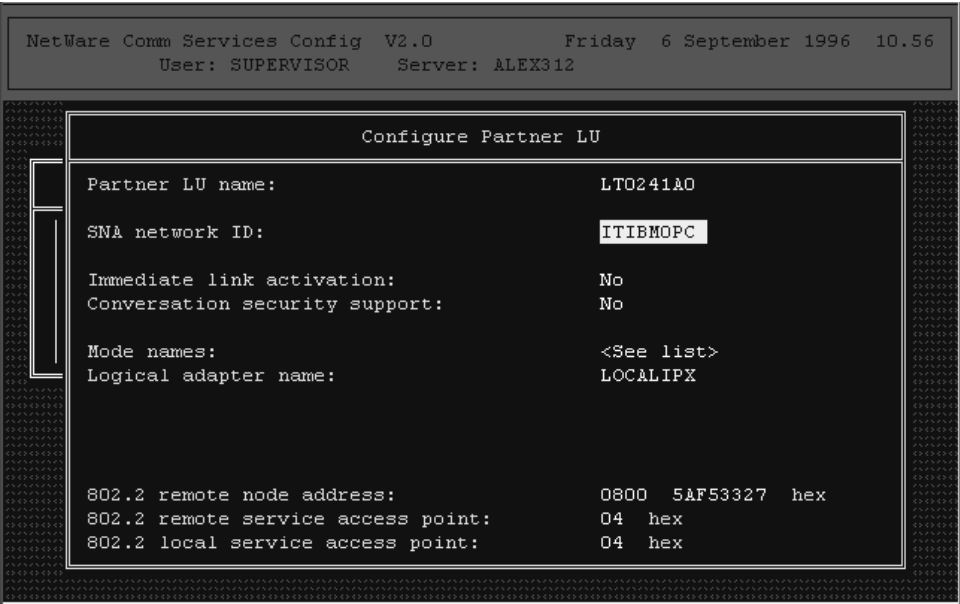 NetWare Comm Services Config V2.0 Friday 6 September 1996 10.56
User: SUPERVISOR Server: ALEX312
Configure Partner LU
Partner LU name: LT0241A0
SNA network ID: ITIBMOPC
Immediate link activation: No
Conversation security support: No
Mode names: <See list>
Logical adapter name: LOCALIPX
802.2 remote node address: 0800 5AF53327 hex
802.2 remote service access point: 04 hex
802.2 local service access point: 04 hex